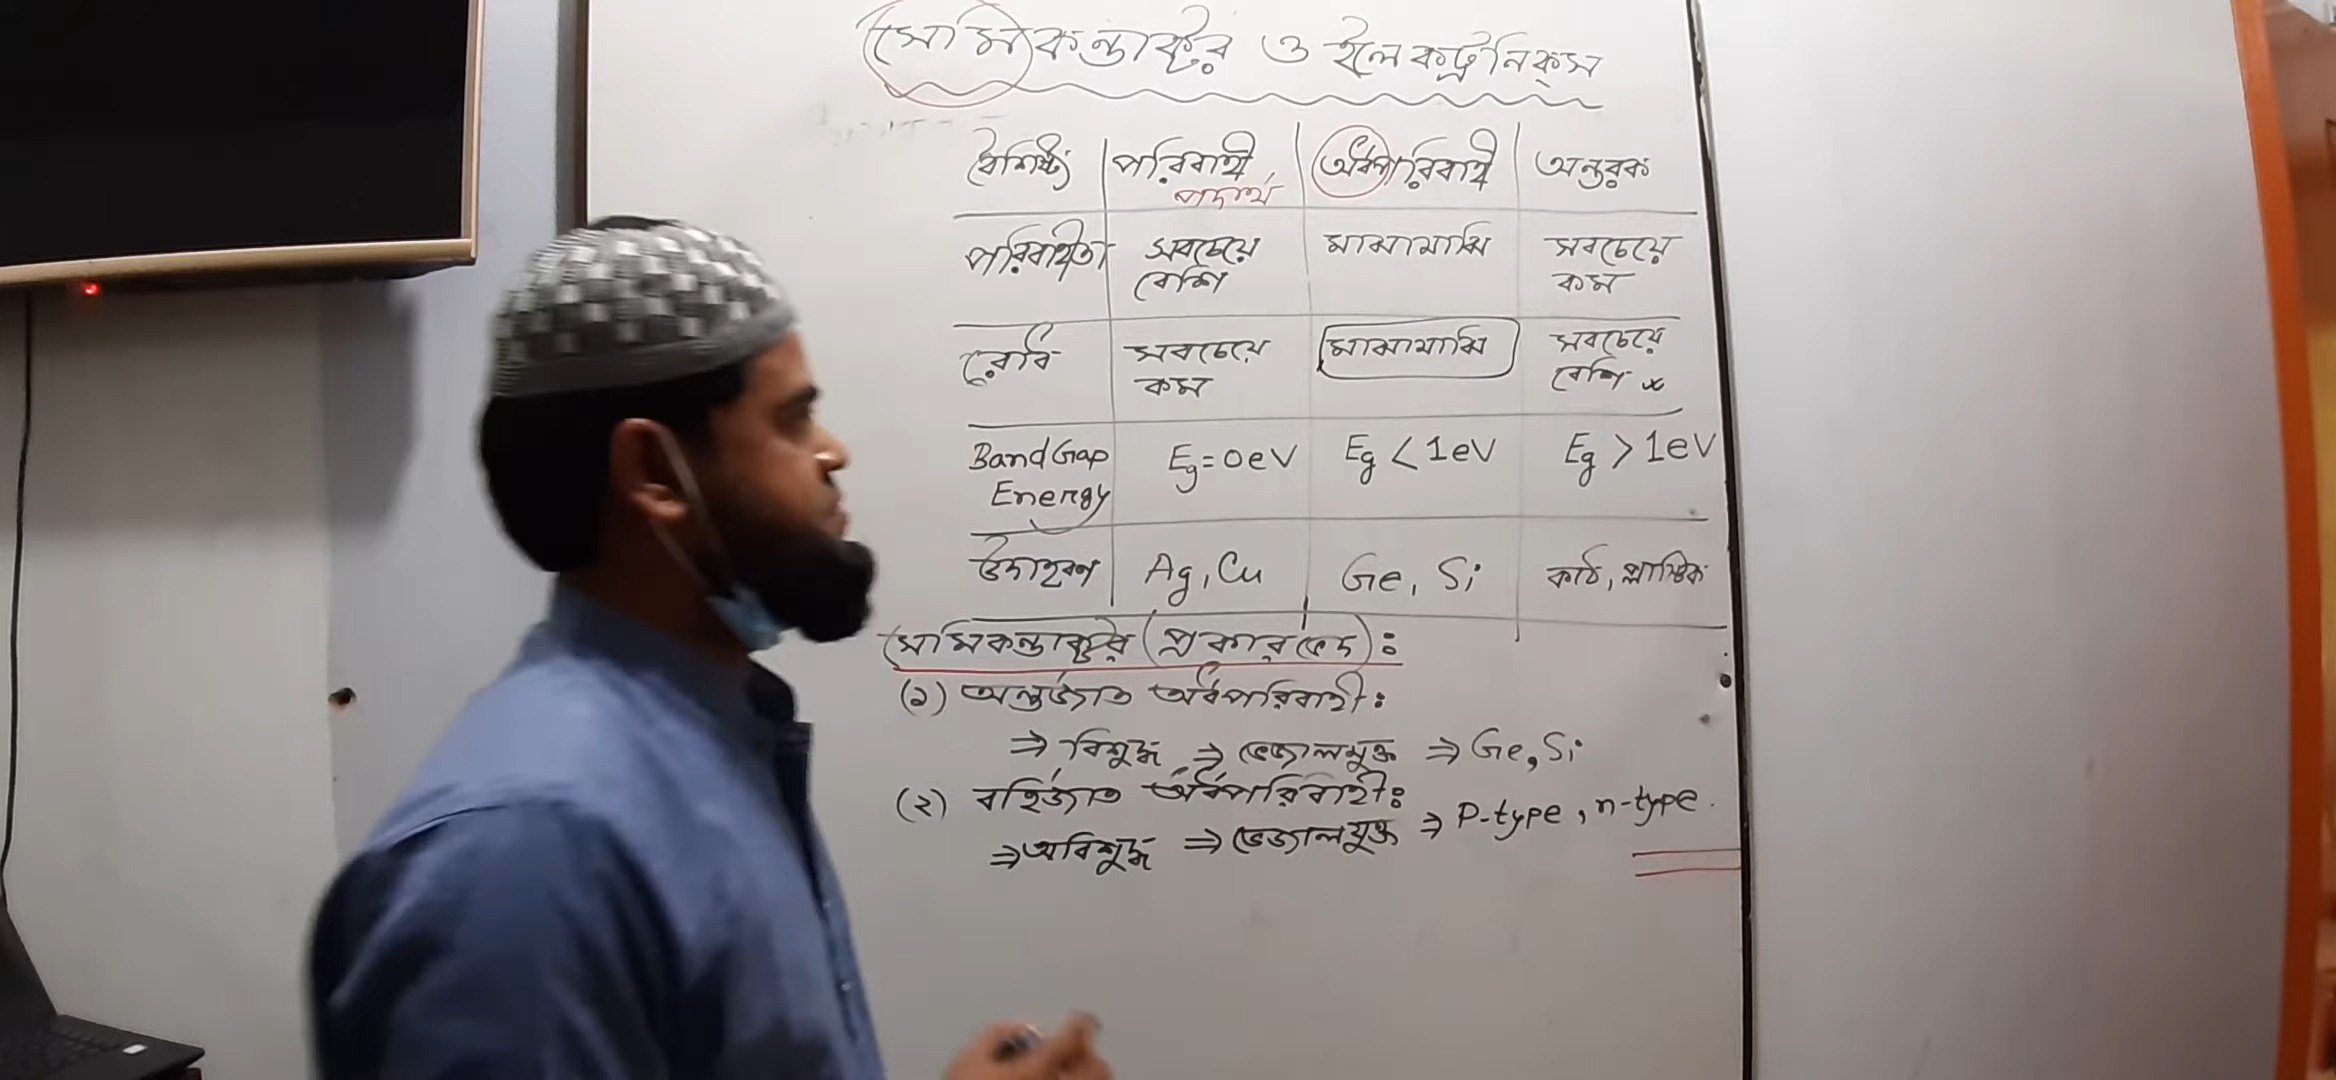 সেমিকন্ডাক্টর ও ইলেকট্রনিক্স
বৈশিষ্ট্য পরিবাহী অর্ধপরিবাহী অন্তরক
পদার্থ
পরিবাহীতা সবচেয়ে বেশি মাঝামাঝি সবচেয়ে কম
রোধ সবচেয়ে কম মাঝামাঝি সবচেয়ে বেশি
Band Gap Energy Eg = 0eV Eg < 1eV Eg > 1eV
উদাহরণ Ag, Cu Ge, Si কাঠ, প্লাস্টিক
সেমিকন্ডাক্টর (প্রকারভেদ) :
(১) অন্তর্জাত অর্ধপরিবাহী :
⇒ বিশুদ্ধ ⇒ ভেজালমুক্ত ⇒ Ge, Si
(২) বহির্জাত অর্ধপরিবাহী :
⇒ অবিশুদ্ধ ⇒ ভেজালযুক্ত ⇒ P-type, n-type.